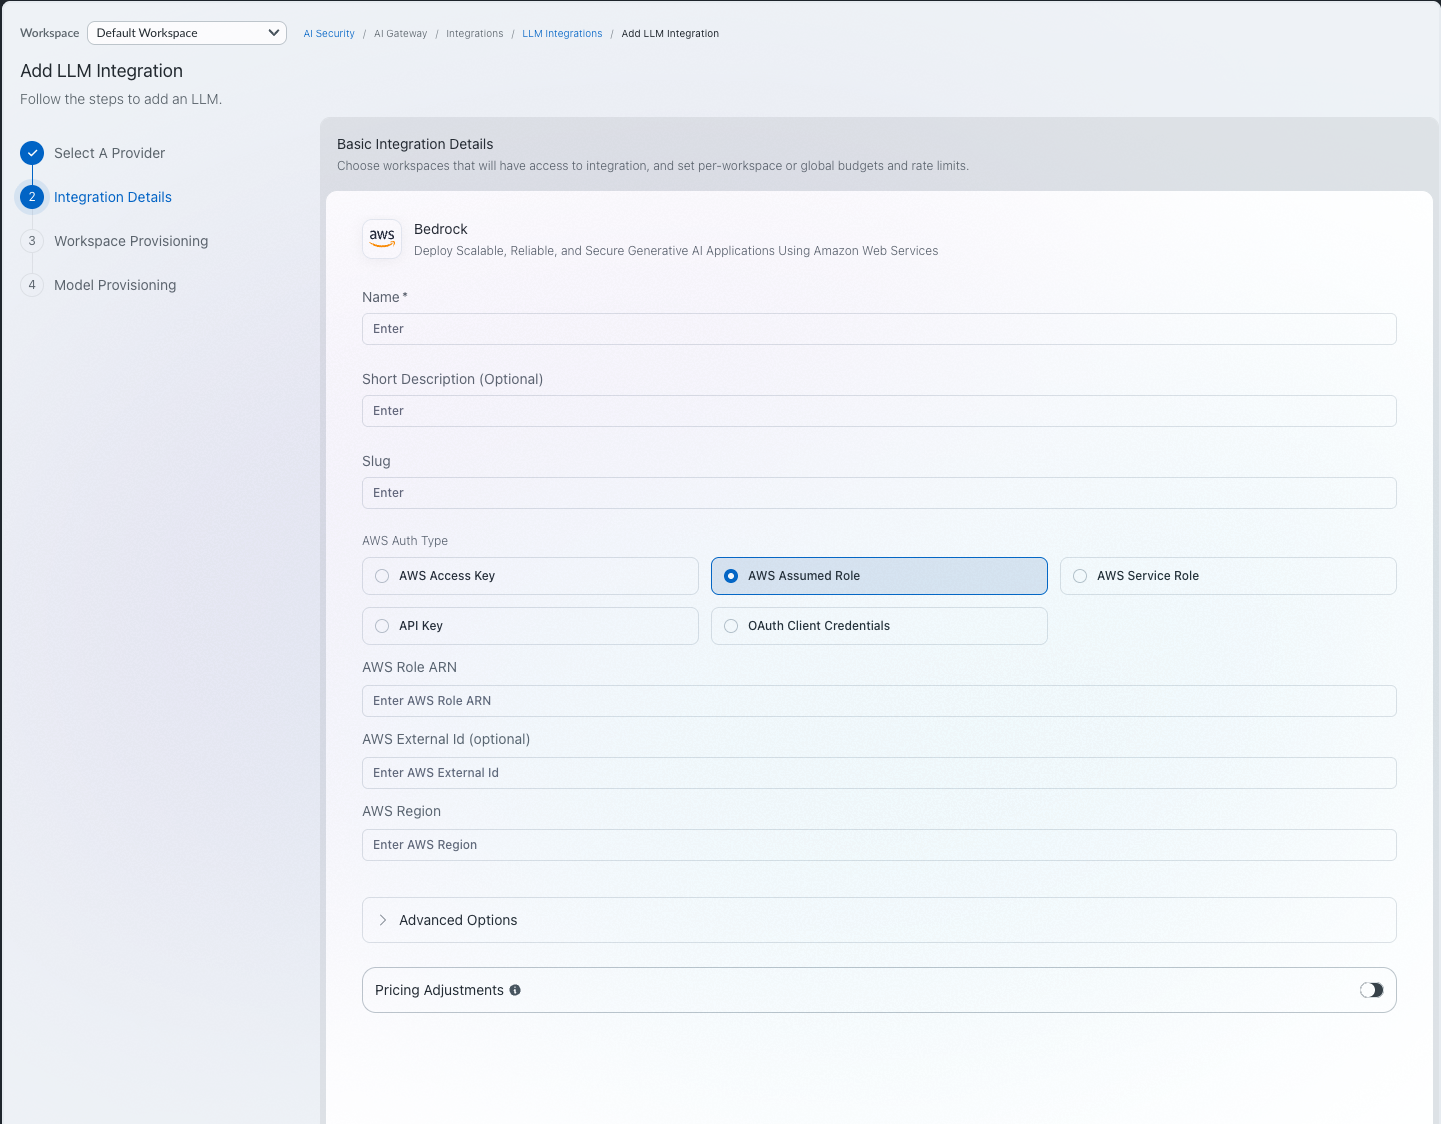 Workspace Default Workspace AI Security / AI Gateway / Integrations / LLM Integrations / Add LLM Integration
Add LLM Integration
Follow the steps to add an LLM.
Select A Provider
2 Integration Details
3 Workspace Provisioning
4 Model Provisioning
Basic Integration Details
Choose workspaces that will have access to integration, and set per-workspace or global budgets and rate limits.
aws
Bedrock
Deploy Scalable, Reliable, and Secure Generative AI Applications Using Amazon Web Services
Name *
Enter
Short Description (Optional)
Enter
Slug
Enter
AWS Auth Type
AWS Access Key AWS Assumed Role AWS Service Role
API Key OAuth Client Credentials
AWS Role ARN
Enter AWS Role ARN
AWS External Id (optional)
Enter AWS External Id
AWS Region
Enter AWS Region
Advanced Options
Pricing Adjustments